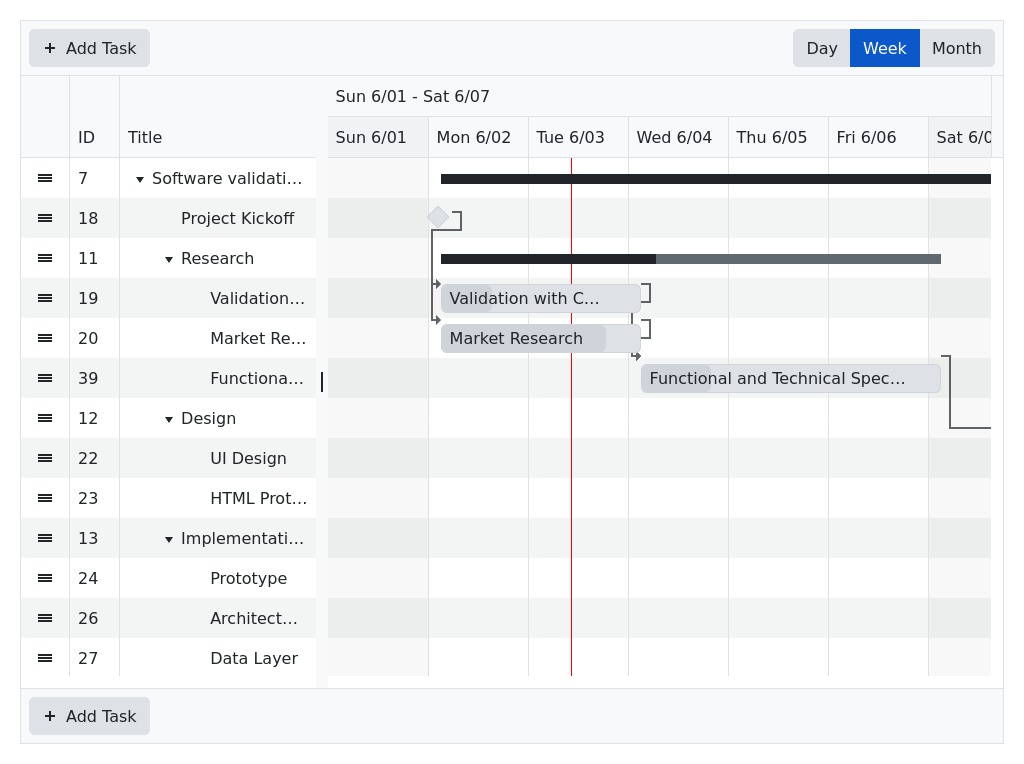 Add Task
Day Week Month
Sun 6/01 - Sat 6/07
ID Title Sun 6/01 Mon 6/02 Tue 6/03 Wed 6/04 Thu 6/05 Fri 6/06 Sat 6/0
7 Software validati…
18 Project Kickoff
11 Research
19 Validation… Validation with C…
20 Market Re… Market Research
39 Functiona… Functional and Technical Spec…
12 Design
22 UI Design
23 HTML Prot…
13 Implementati…
24 Prototype
26 Architect…
27 Data Layer
Add Task